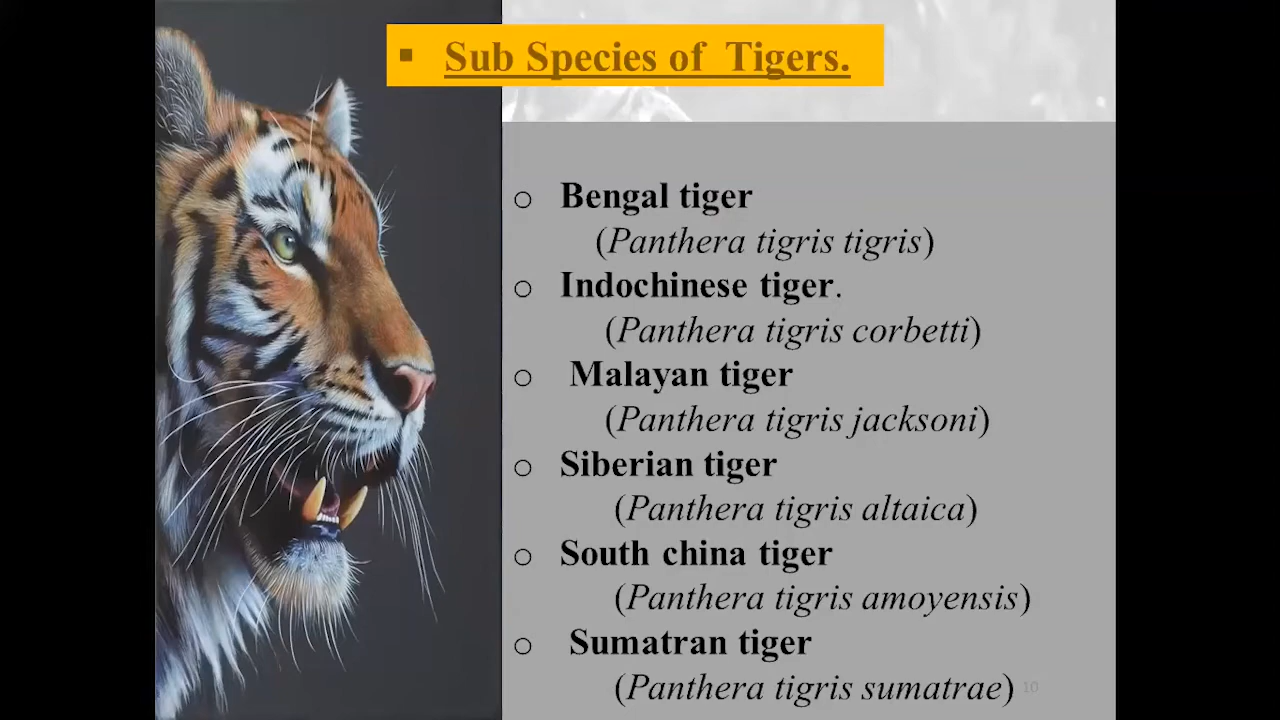 ▪ Sub Species of Tigers.
o Bengal tiger
(Panthera tigris tigris)
o Indochinese tiger.
(Panthera tigris corbetti)
o Malayan tiger
(Panthera tigris jacksoni)
o Siberian tiger
(Panthera tigris altaica)
o South china tiger
(Panthera tigris amoyensis)
o Sumatran tiger
(Panthera tigris sumatrae) 10